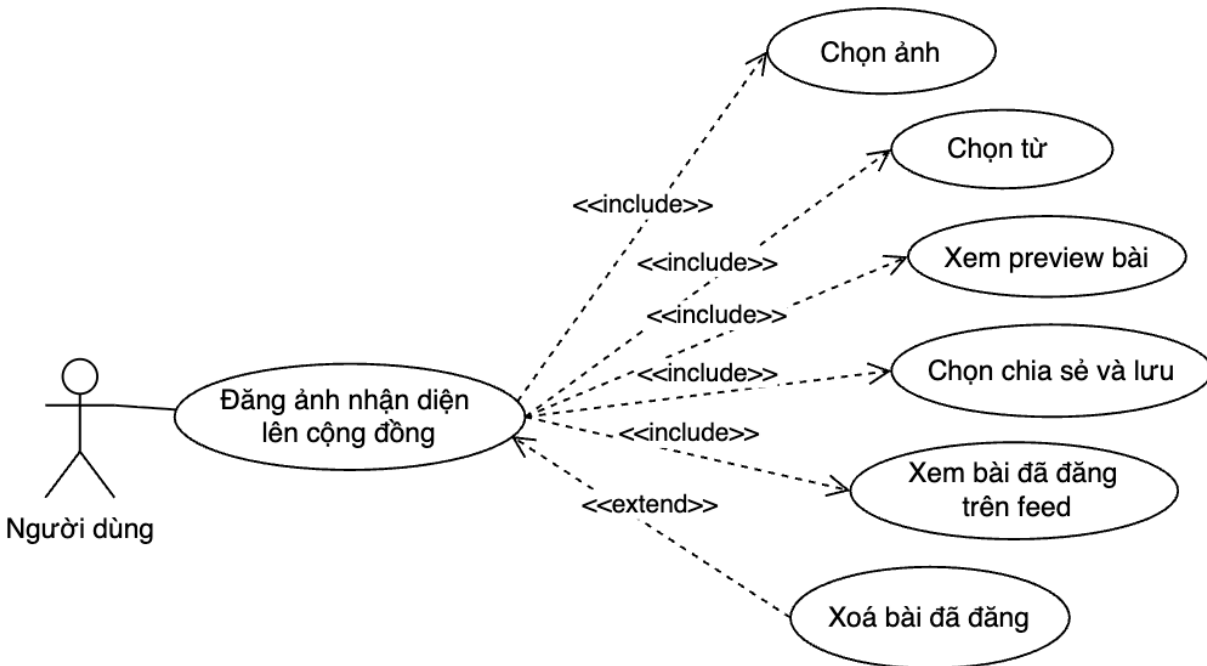 Chọn ảnh
Chọn từ
<<include>>
Xem preview bài
<<include>>
<<include>>
Chọn chia sẻ và lưu
<<include>>
Đăng ảnh nhận diện
lên cộng đồng
<<include>>
Xem bài đã đăng
trên feed
<<extend>>
Người dùng
Xoá bài đã đăng